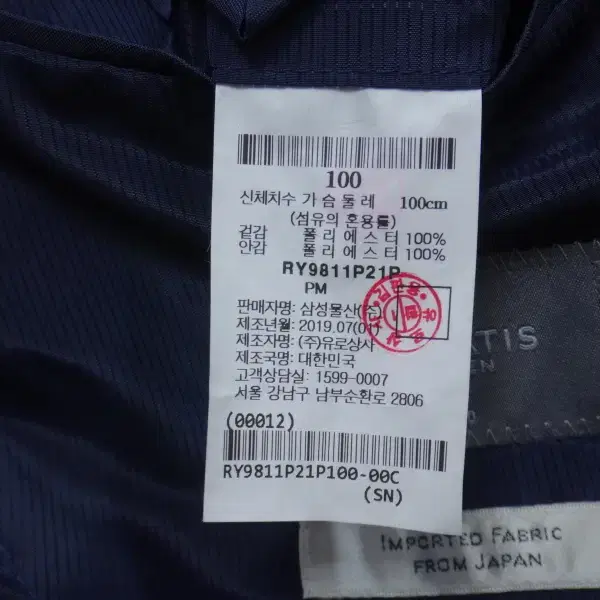 100
신체치수 가슴둘레 100cm
(섬유의 혼용률)
겉감 폴리에스터 100%
안감 폴리에스터 100%
RY9811P21P
PM
판매자명: 삼성물산(주)
제조년월: 2019.07(01)
제조자명: (주)유로상사
제조국명: 대한민국
고객상담실: 1599-0007
서울 강남구 남부순환로 2806
(00012)
RY9811P21P100-00C
(SN)
IMPORTED FABRIC
FROM JAPAN